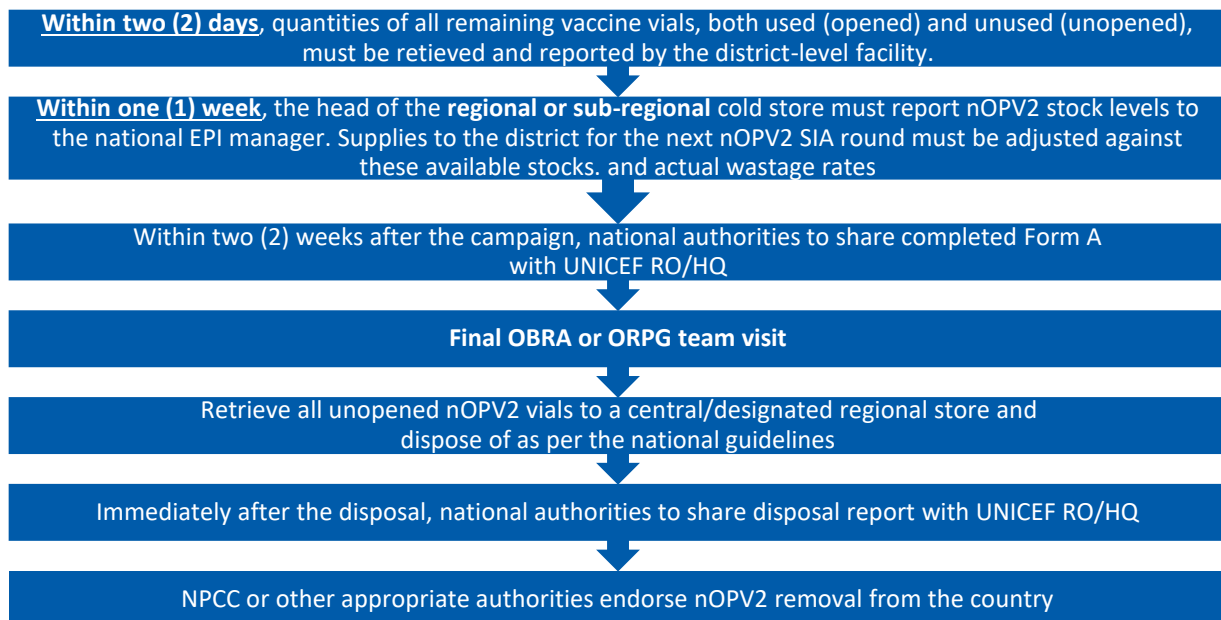 Within two (2) days, quantities of all remaining vaccine vials, both used (opened) and unused (unopened),
must be retieved and reported by the district-level facility.
Within one (1) week, the head of the regional or sub-regional cold store must report nOPV2 stock levels to
the national EPI manager. Supplies to the district for the next nOPV2 SIA round must be adjusted against
these available stocks. and actual wastage rates
Within two (2) weeks after the campaign, national authorities to share completed Form A
with UNICEF RO/HQ
Final OBRA or ORPG team visit
Retrieve all unopened nOPV2 vials to a central/designated regional store and
dispose of as per the national guidelines
Immediately after the disposal, national authorities to share disposal report with UNICEF RO/HQ
NPCC or other appropriate authorities endorse nOPV2 removal from the country